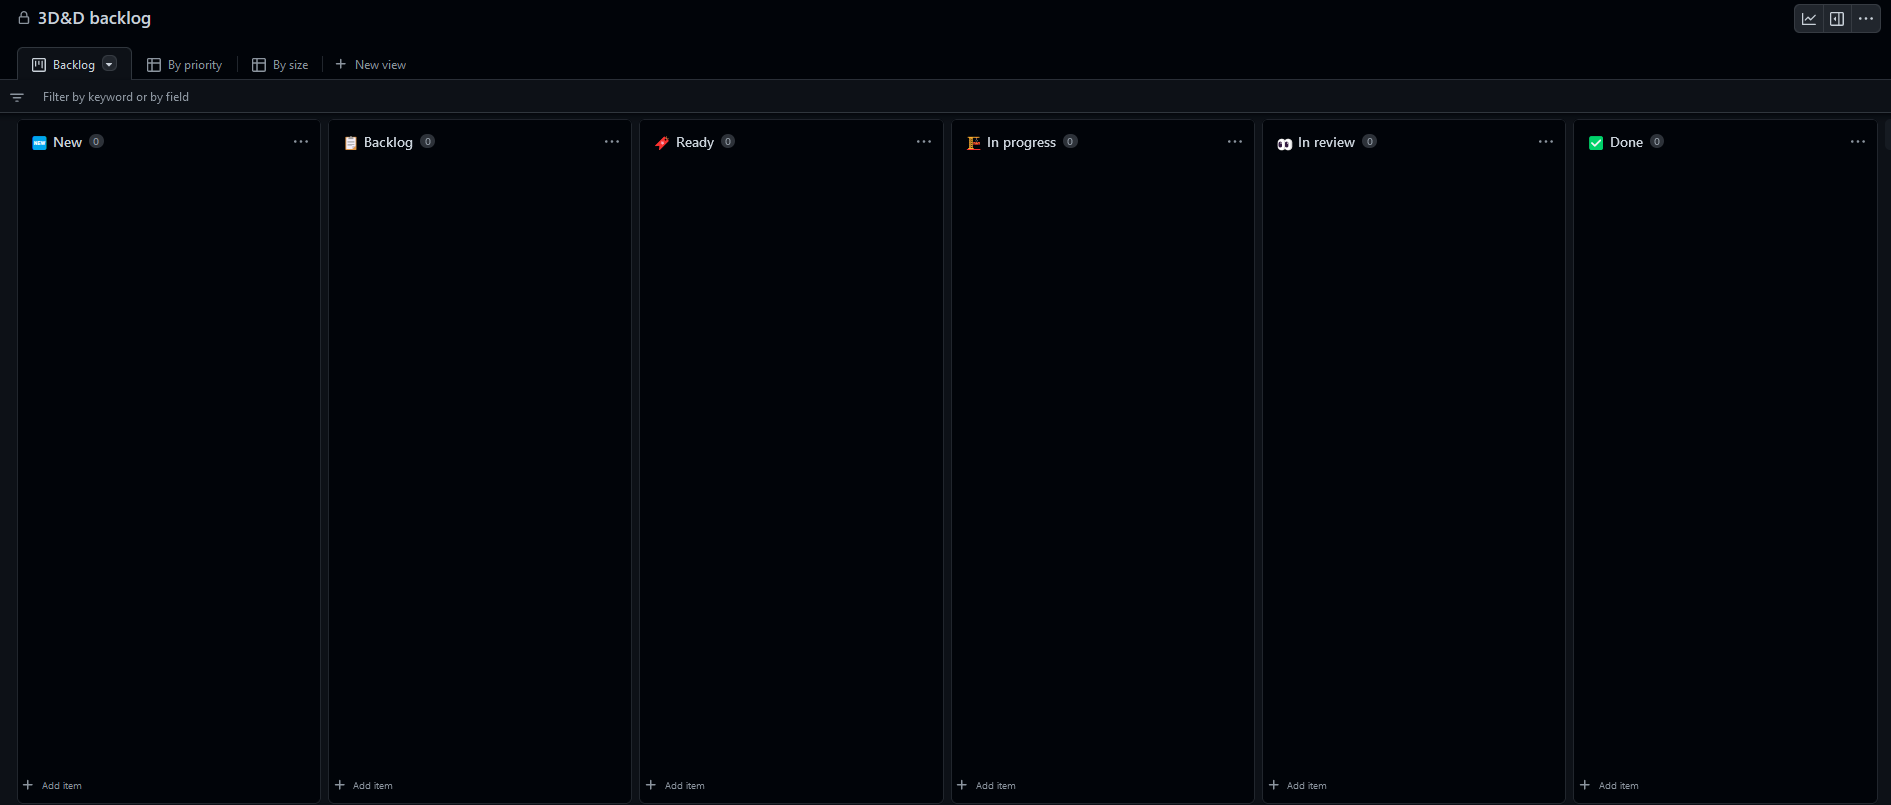 3D&D backlog
Backlog By priority By size New view
Filter by keyword or by field
NEW New 0
Backlog 0
Ready 0
In progress 0
In review 0
Done 0
Add item
Add item
Add item
Add item
Add item
Add item